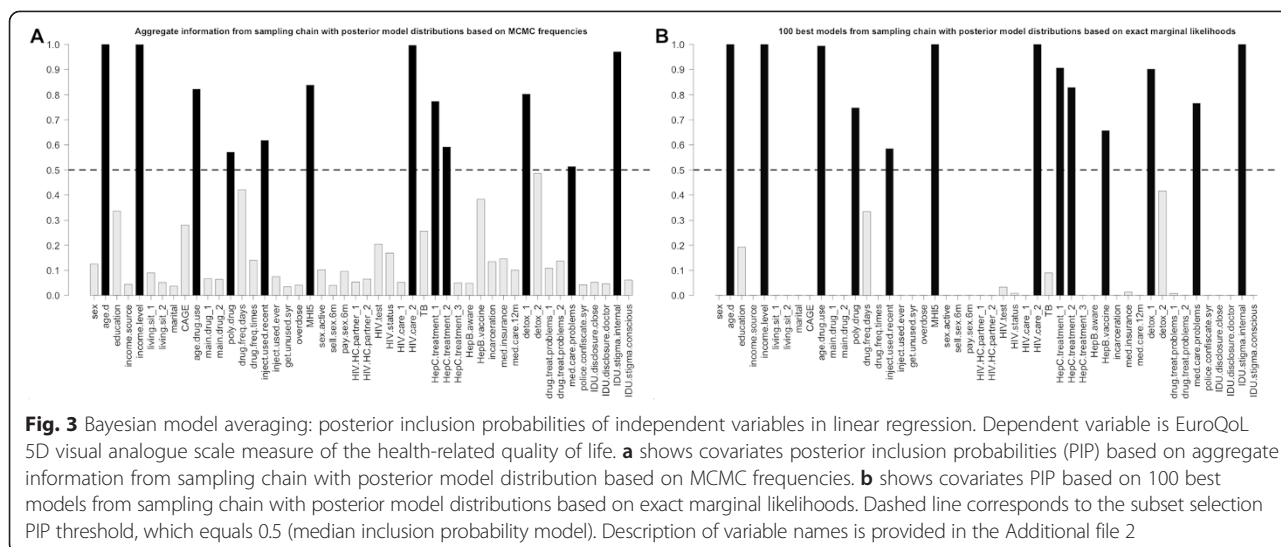 A
Aggregate information from sampling chain with posterior model distributions based on MCMC frequencies
1.0
0.9
0.8
0.7
0.6
0.5
0.4
0.3
0.2
0.1
0.0
sex
age.d
education
income.source
income.level
living.sit_1
living.sit_2
marital
CAGE
age.drug.use
main.drug_1
main.drug_2
poly.drug
drug.freq.days
drug.freq.times
inject.used.recent
inject.used.ever
get.unused.syr
overdose
MHI5
sex.active
sell.sex.6m
pay.sex.6m
HIV.HC.partner_1
HIV.HC.partner_2
HIV.test
HIV.status
HIV.care_1
HIV.care_2
TB
HepC.treatment_1
HepC.treatment_2
HepC.treatment_3
HepB.aware
HepB.vaccine
incarceration
med.insurance
med.care.12m
detox_1
detox_2
drug.treat.problems_1
drug.treat.problems_2
med.care.problems
police.confiscate.syr
IDU.disclosure.close
IDU.disclosure.doctor
IDU.stigma.internal
IDU.stigma.conscious
B
100 best models from sampling chain with posterior model distributions based on exact marginal likelihoods
1.0
0.9
0.8
0.7
0.6
0.5
0.4
0.3
0.2
0.1
0.0
sex
age.d
education
income.source
income.level
living.sit_1
living.sit_2
marital
CAGE
age.drug.use
main.drug_1
main.drug_2
poly.drug
drug.freq.days
drug.freq.times
inject.used.recent
inject.used.ever
get.unused.syr
overdose
MHI5
sex.active
sell.sex.6m
pay.sex.6m
HIV.HC.partner_1
HIV.HC.partner_2
HIV.test
HIV.status
HIV.care_1
HIV.care_2
TB
HepC.treatment_1
HepC.treatment_2
HepC.treatment_3
HepB.aware
HepB.vaccine
incarceration
med.insurance
med.care.12m
detox_1
detox_2
drug.treat.problems_1
drug.treat.problems_2
med.care.problems
police.confiscate.syr
IDU.disclosure.close
IDU.disclosure.doctor
IDU.stigma.internal
IDU.stigma.conscious
Fig. 3 Bayesian model averaging: posterior inclusion probabilities of independent variables in linear regression. Dependent variable is EuroQoL
5D visual analogue scale measure of the health-related quality of life. a shows covariates posterior inclusion probabilities (PIP) based on aggregate
information from sampling chain with posterior model distribution based on MCMC frequencies. b shows covariates PIP based on 100 best
models from sampling chain with posterior model distributions based on exact marginal likelihoods. Dashed line corresponds to the subset selection
PIP threshold, which equals 0.5 (median inclusion probability model). Description of variable names is provided in the Additional file 2